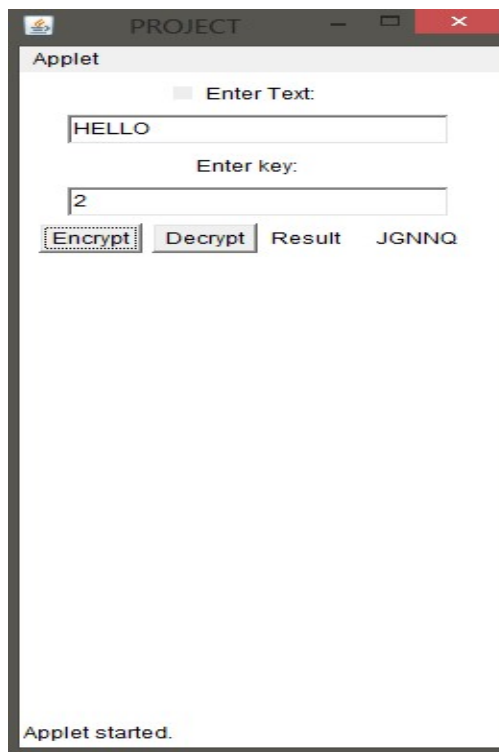 PROJECT
Applet
Enter Text:
HELLO
Enter key:
2
Encrypt Decrypt Result JGNNQ
Applet started.